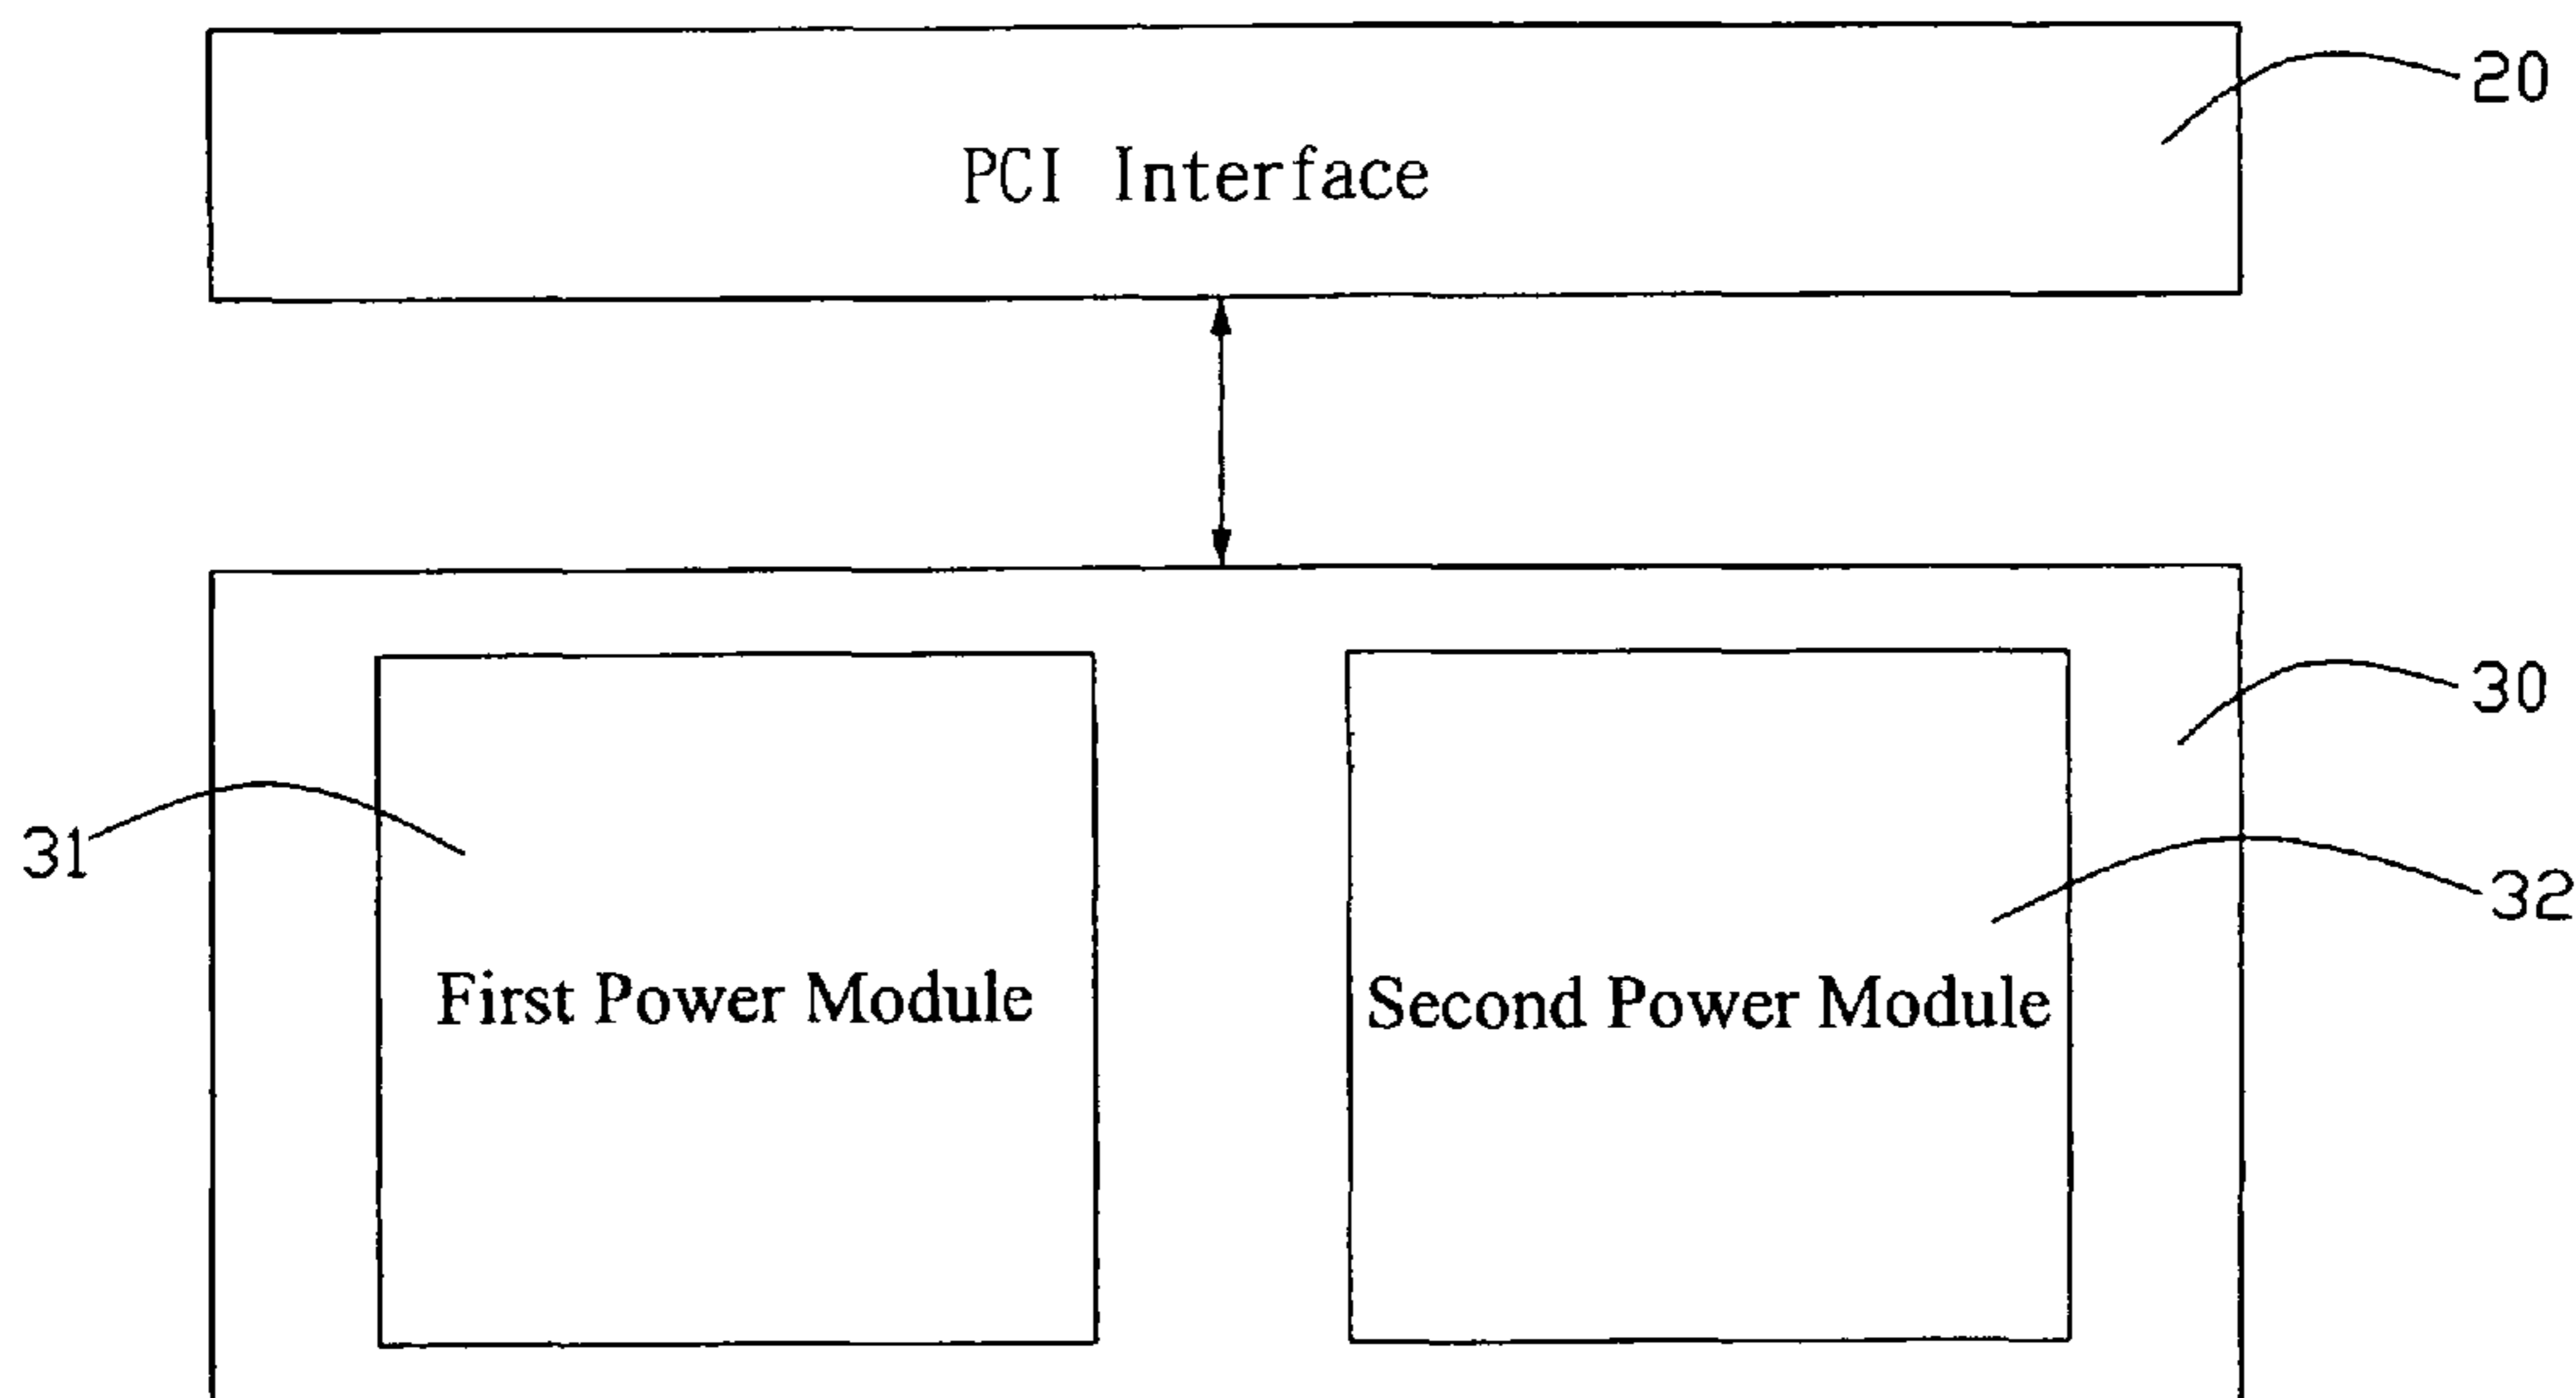 20
PCI Interface
30
31
32
First Power Module
Second Power Module